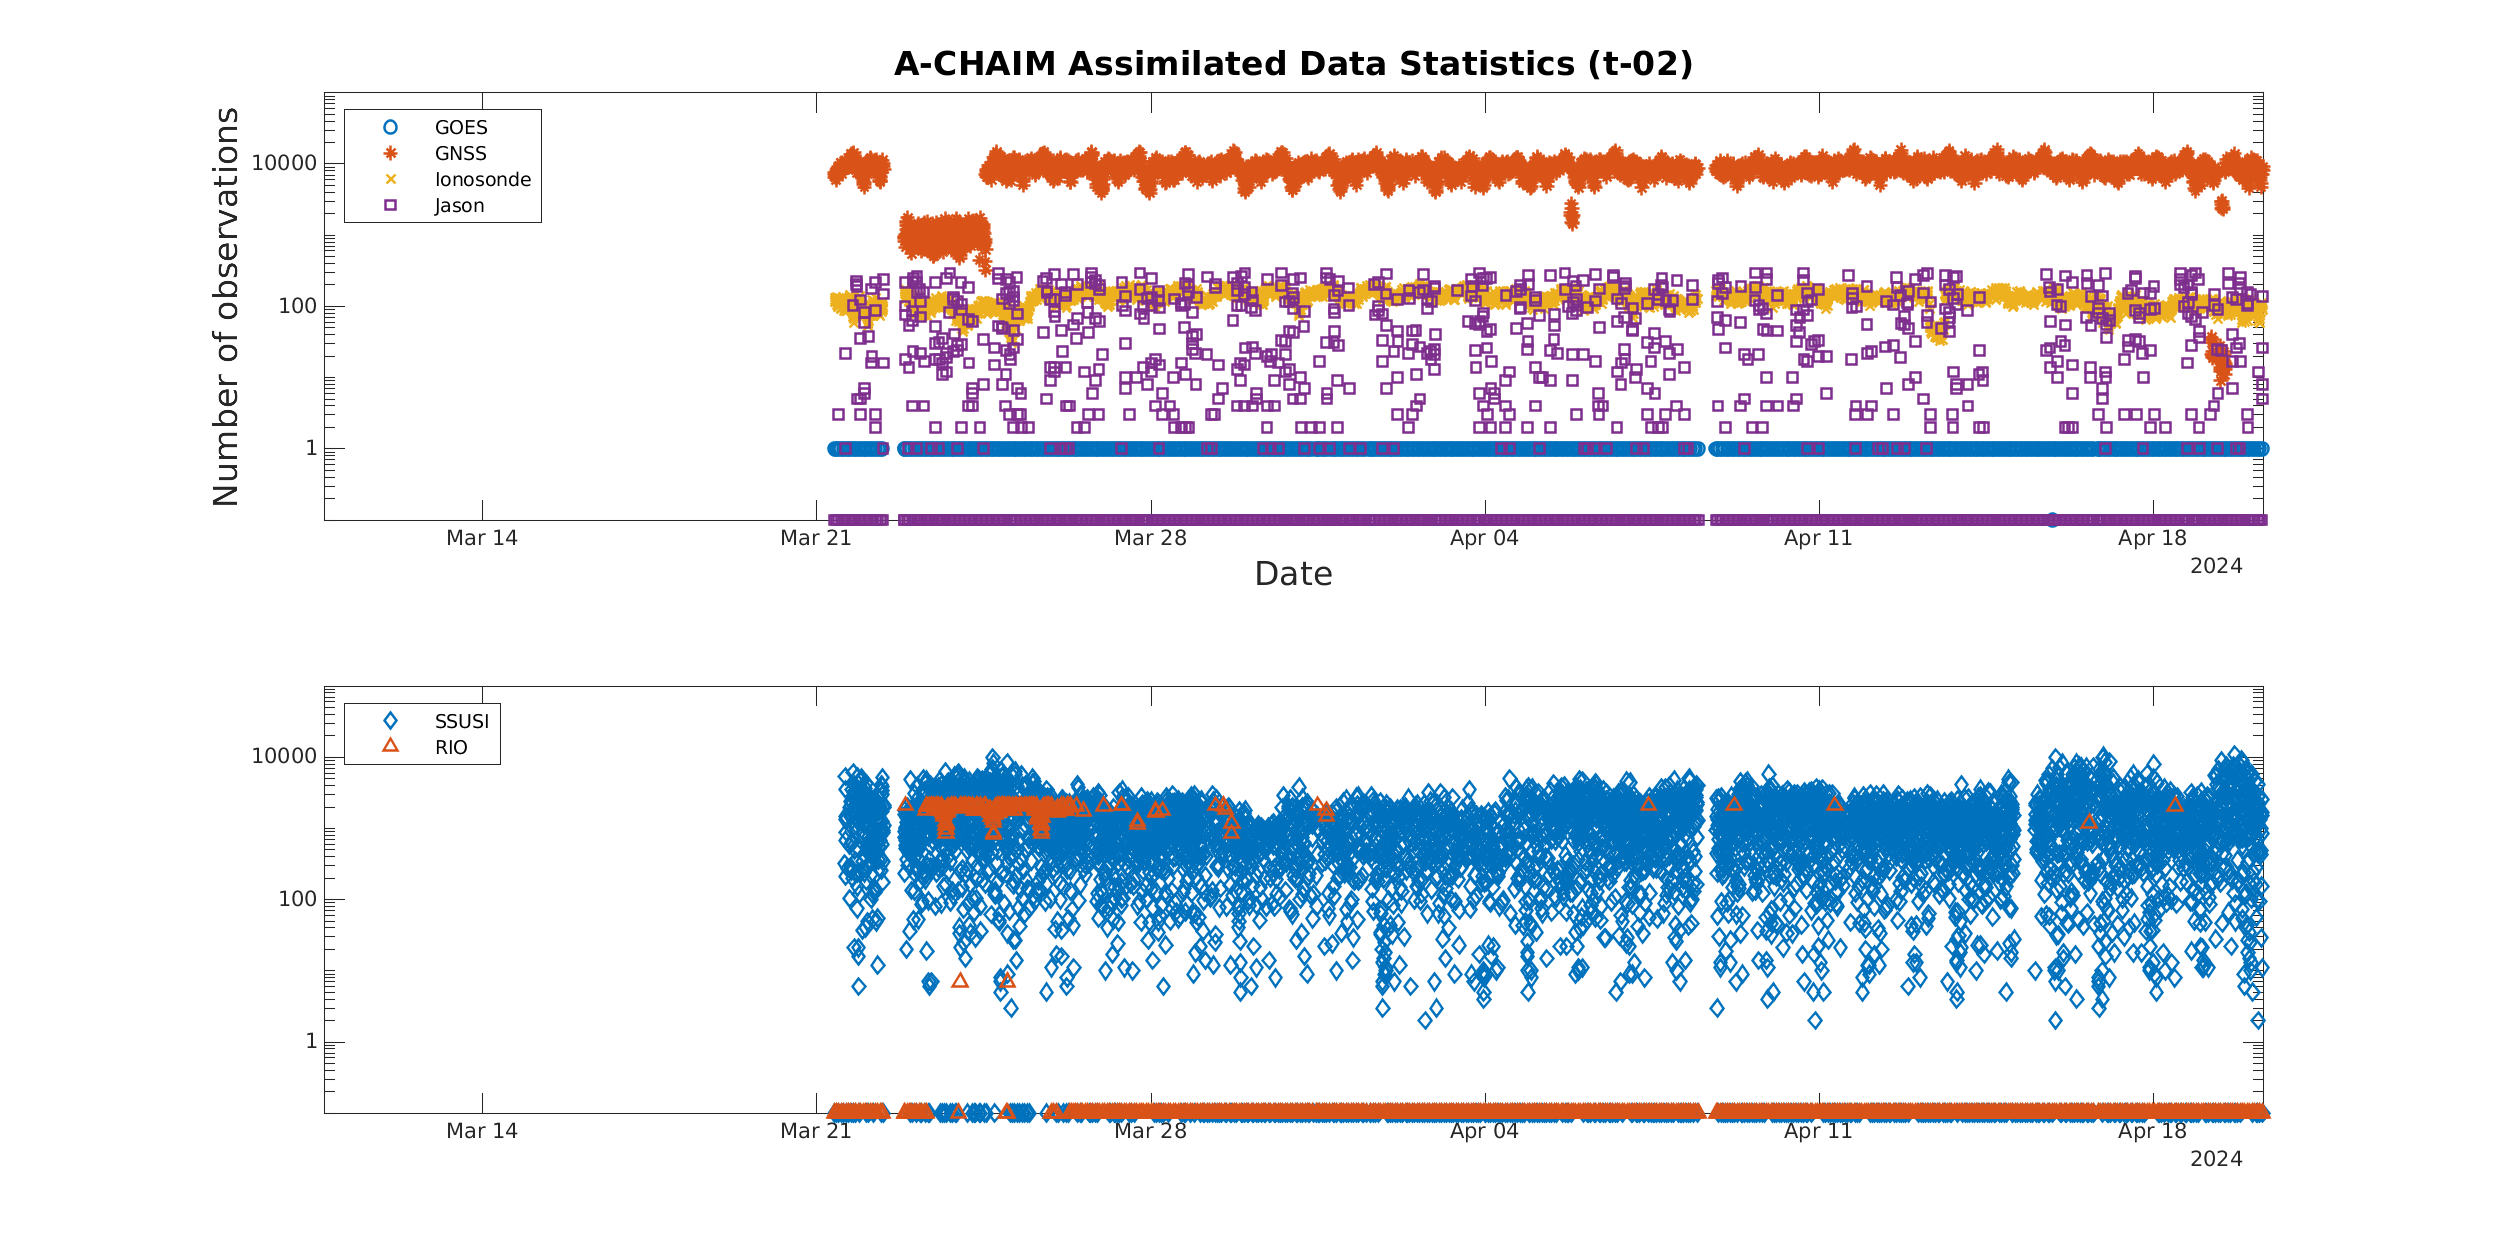 A-CHAIM Assimilated Data Statistics (t-02)
Number of observations
GOES
GNSS
Ionosonde
Jason
10000
100
1
Mar 14
Mar 21
Mar 28
Apr 04
Apr 11
Apr 18
2024
Date
SSUSI
RIO
10000
100
1
Mar 14
Mar 21
Mar 28
Apr 04
Apr 11
Apr 18
2024